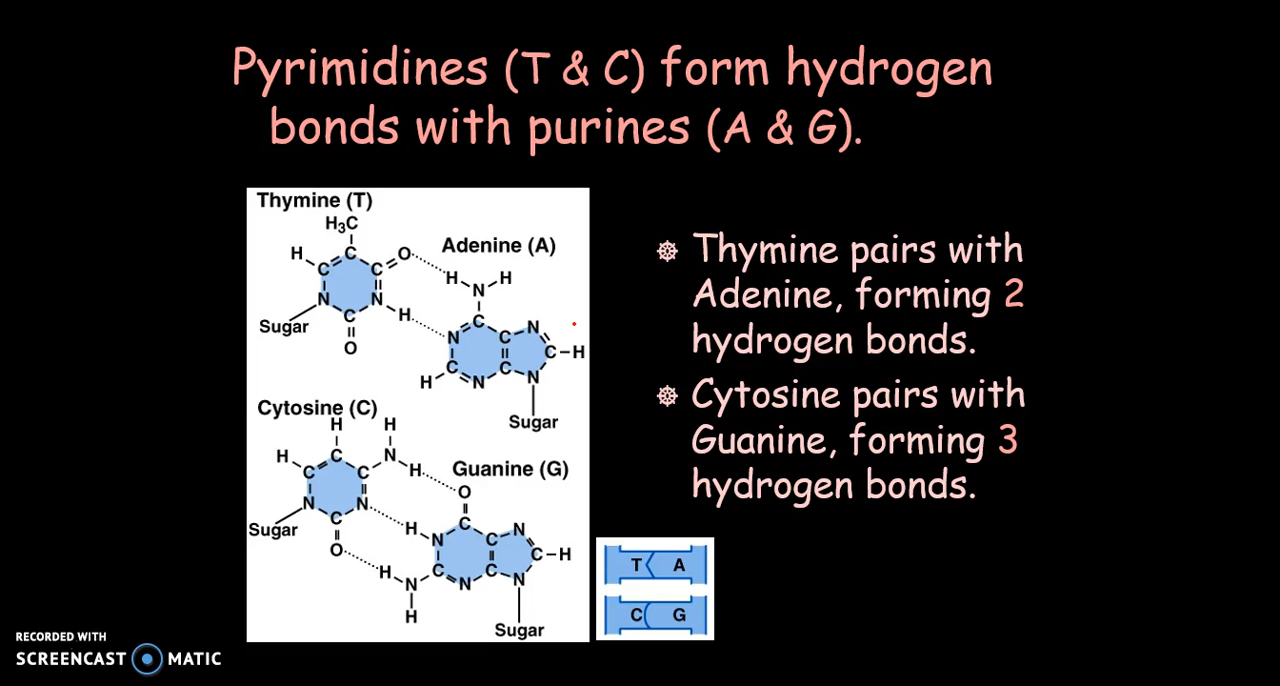 Pyrimidines (T & C) form hydrogen
bonds with purines (A & G).
Thymine (T)
H₃C
H
C
C
C
O
N
N
H
C
O
Sugar
Adenine (A)
H
H
N
C
N
C
N
C
H
C
C
N
N
H
Sugar
Cytosine (C)
H
H
H
C
C
C
N
H
N
N
C
O
Sugar
Guanine (G)
O
C
H
N
C
N
C
H
H
C
C
N
N
N
H
Sugar
Thymine pairs with
Adenine, forming 2
hydrogen bonds.
Cytosine pairs with
Guanine, forming 3
hydrogen bonds.
T A
C G
RECORDED WITH
SCREENCAST MATIC